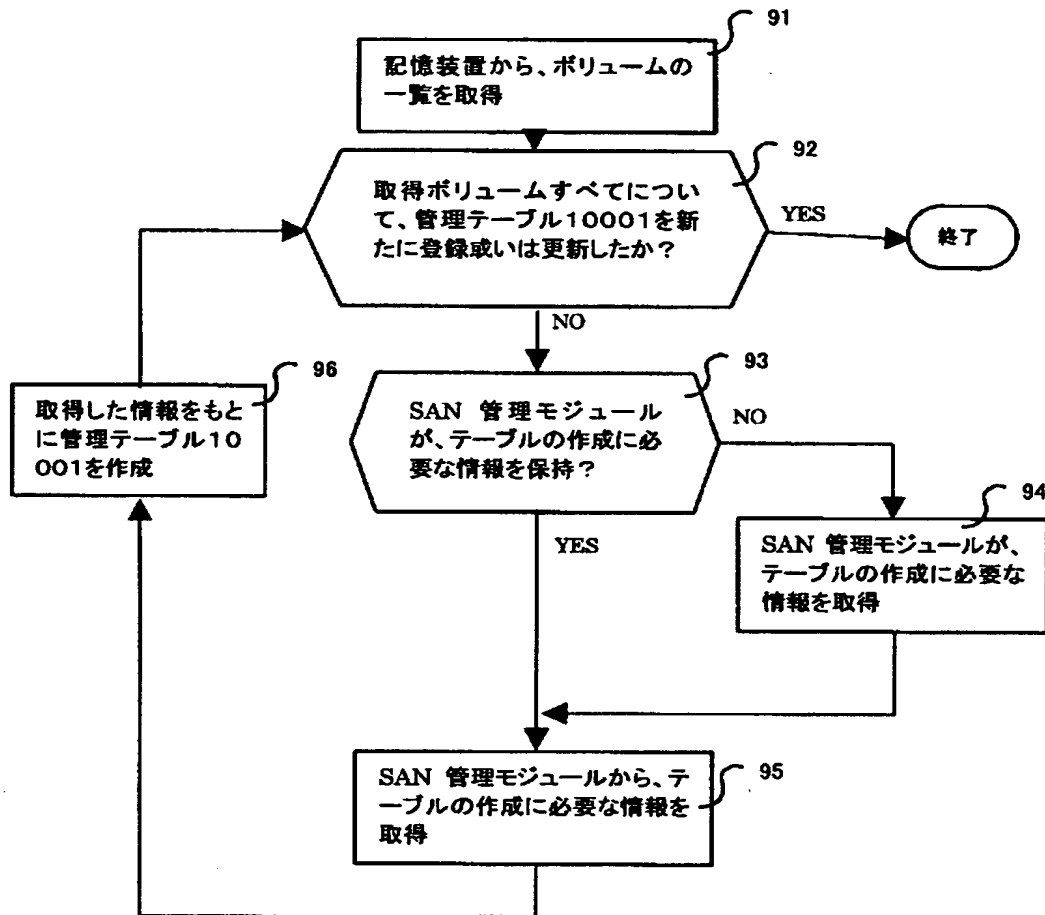 91
記憶装置から、ボリュームの
一覧を取得
92
取得ボリュームすべてについ
て、管理テーブル10001を新
たに登録或いは更新したか？
YES
終了
NO
93
SAN 管理モジュール
が、テーブルの作成に必
要な情報を保持？
NO
YES
94
SAN 管理モジュールが、
テーブルの作成に必要な
情報を取得
95
SAN 管理モジュールから、テ
ーブルの作成に必要な情報を
取得
96
取得した情報をもと
に管理テーブル10
001を作成